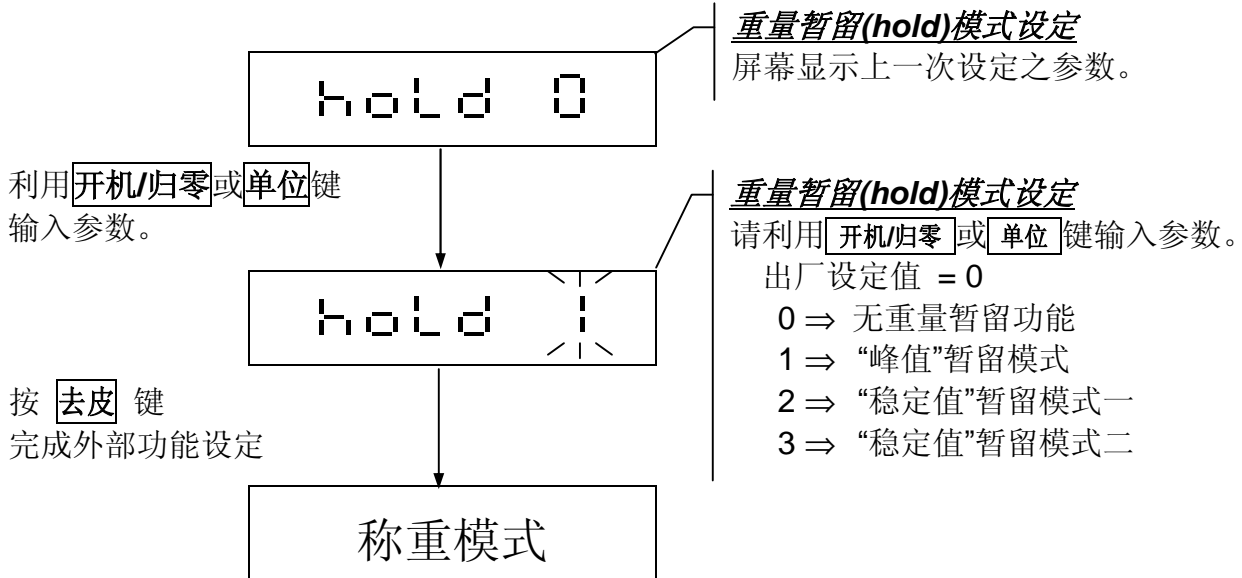 重量暂留(hold)模式设定
屏幕显示上一次设定之参数。
hold 0
利用开机/归零或单位键
输入参数。
重量暂留(hold)模式设定
请利用 开机/归零 或 单位 键输入参数。
出厂设定值 = 0
0 ⇒ 无重量暂留功能
1 ⇒ “峰值”暂留模式
2 ⇒ “稳定值”暂留模式一
3 ⇒ “稳定值”暂留模式二
hold 1
按 去皮 键
完成外部功能设定
称重模式